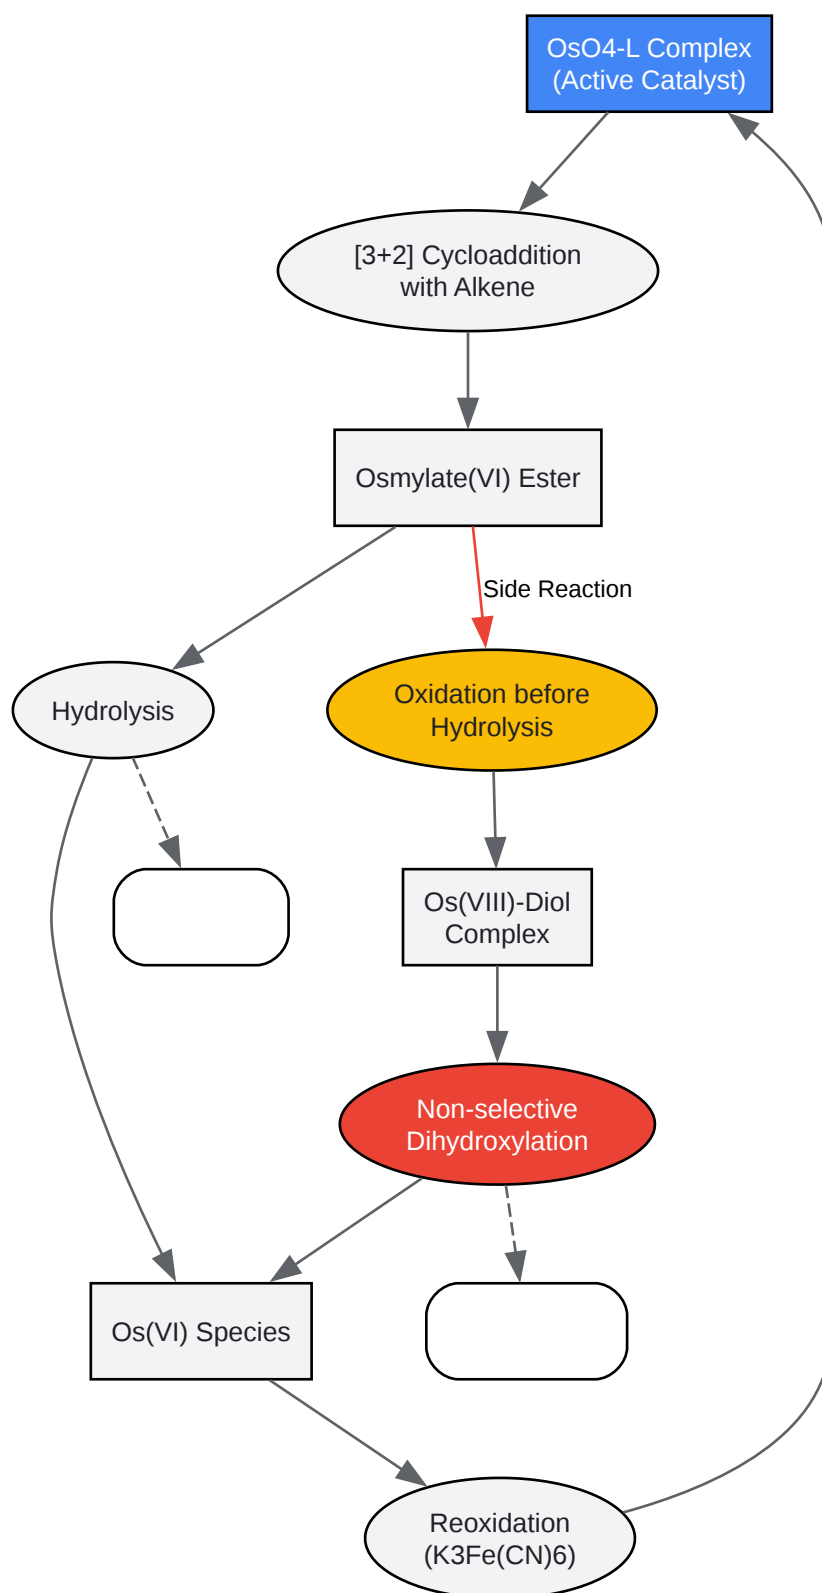 OsO4-L Complex
(Active Catalyst)
[3+2] Cycloaddition
with Alkene
Osmylate(VI) Ester
Side Reaction
Hydrolysis
Oxidation before
Hydrolysis
Os(VIII)-Diol
Complex
Non-selective
Dihydroxylation
Os(VI) Species
Reoxidation
(K3Fe(CN)6)